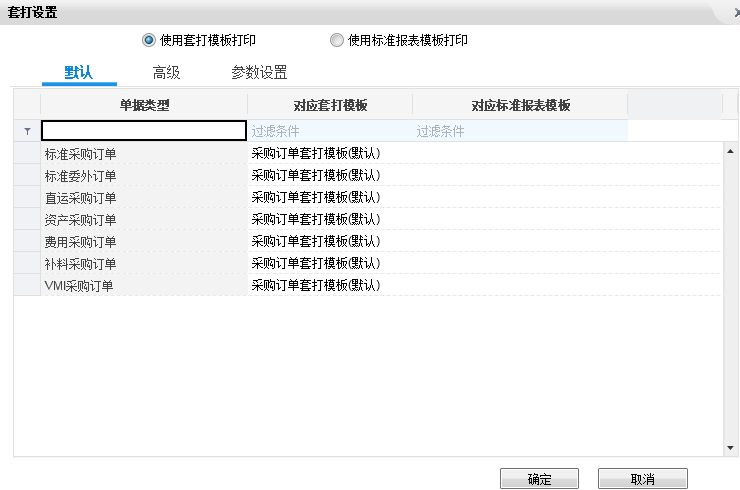 套打设置
使用套打模板打印 使用标准报表模板打印
默认 高级 参数设置
单据类型 对应套打模板 对应标准报表模板
过滤条件 过滤条件
标准采购订单 采购订单套打模板(默认)
标准委外订单 采购订单套打模板(默认)
直运采购订单 采购订单套打模板(默认)
资产采购订单 采购订单套打模板(默认)
费用采购订单 采购订单套打模板(默认)
补料采购订单 采购订单套打模板(默认)
VMI采购订单 采购订单套打模板(默认)
确定 取消